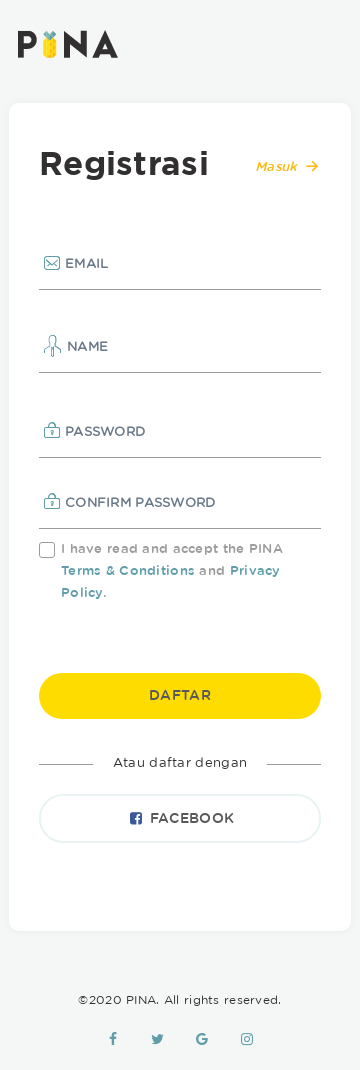 PINA
Registrasi
Masuk →
EMAIL
NAME
PASSWORD
CONFIRM PASSWORD
I have read and accept the PINA
Terms & Conditions and Privacy
Policy.
DAFTAR
Atau daftar dengan
FACEBOOK
©2020 PINA. All rights reserved.